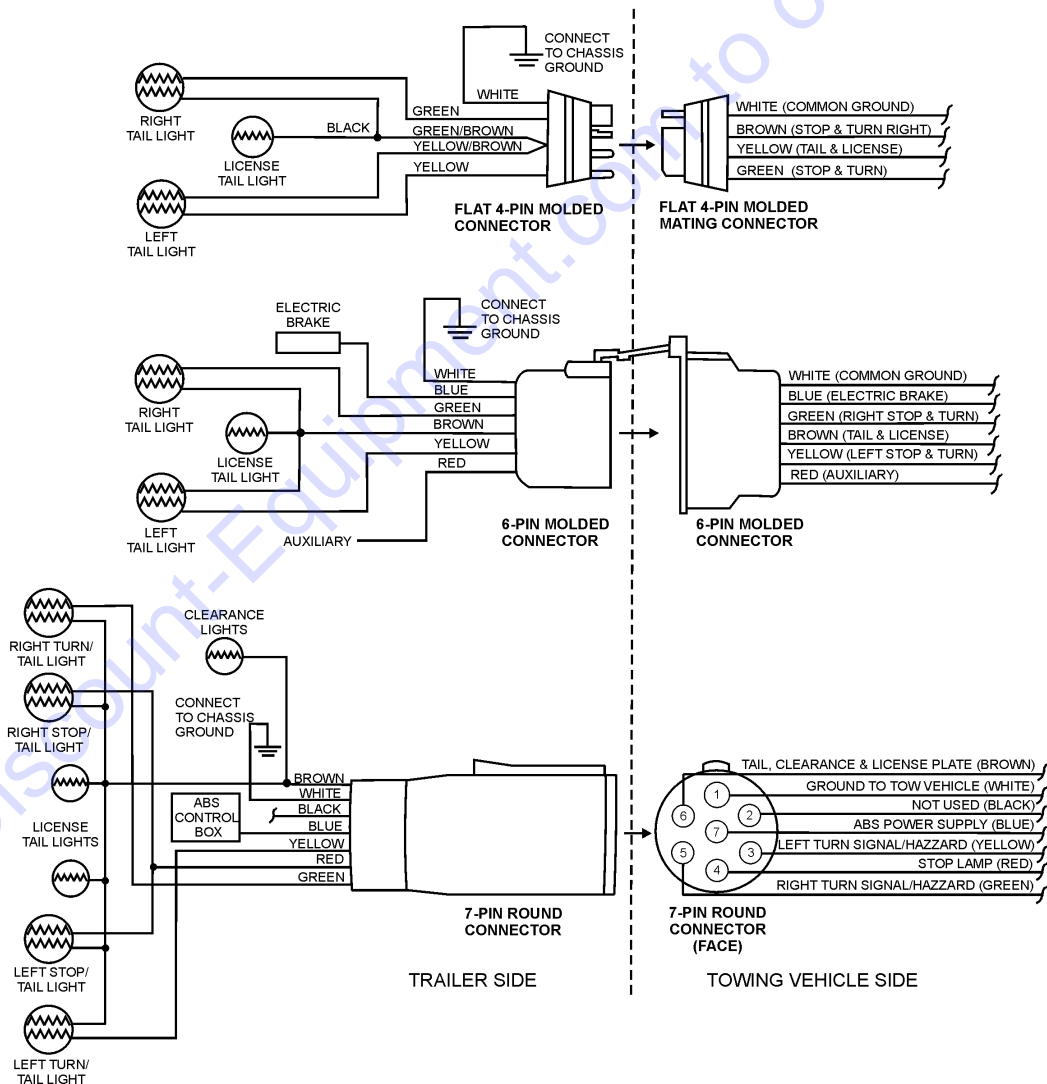 CONNECT
TO CHASSIS
GROUND
WHITE
GREEN
RIGHT
TAIL LIGHT
BLACK
GREEN/BROWN
YELLOW/BROWN
LICENSE
TAIL LIGHT
YELLOW
LEFT
TAIL LIGHT
FLAT 4-PIN MOLDED
CONNECTOR
WHITE (COMMON GROUND)
BROWN (STOP & TURN RIGHT)
YELLOW (TAIL & LICENSE)
GREEN (STOP & TURN)
FLAT 4-PIN MOLDED
MATING CONNECTOR
ELECTRIC
BRAKE
CONNECT
TO CHASSIS
GROUND
WHITE
BLUE
GREEN
BROWN
YELLOW
RED
RIGHT
TAIL LIGHT
LICENSE
TAIL LIGHT
LEFT
TAIL LIGHT
AUXILIARY
6-PIN MOLDED
CONNECTOR
WHITE (COMMON GROUND)
BLUE (ELECTRIC BRAKE)
GREEN (RIGHT STOP & TURN)
BROWN (TAIL & LICENSE)
YELLOW (LEFT STOP & TURN)
RED (AUXILIARY)
6-PIN MOLDED
CONNECTOR
RIGHT TURN/
TAIL LIGHT
CLEARANCE
LIGHTS
RIGHT STOP/
TAIL LIGHT
CONNECT
TO CHASSIS
GROUND
BROWN
WHITE
BLACK
BLUE
YELLOW
RED
GREEN
ABS
CONTROL
BOX
LICENSE
TAIL LIGHTS
LEFT STOP/
TAIL LIGHT
LEFT TURN/
TAIL LIGHT
7-PIN ROUND
CONNECTOR
TAIL, CLEARANCE & LICENSE PLATE (BROWN)
GROUND TO TOW VEHICLE (WHITE)
NOT USED (BLACK)
ABS POWER SUPPLY (BLUE)
LEFT TURN SIGNAL/HAZZARD (YELLOW)
STOP LAMP (RED)
RIGHT TURN SIGNAL/HAZZARD (GREEN)
1
6
2
7
5
3
4
7-PIN ROUND
CONNECTOR
(FACE)
TRAILER SIDE
TOWING VEHICLE SIDE
Discount-Equipment.com to